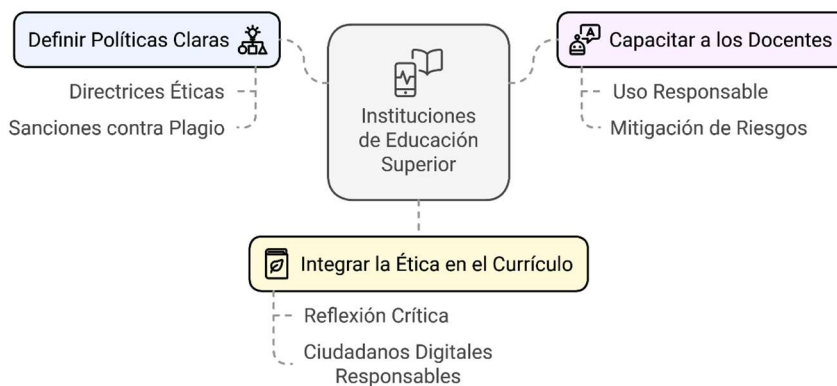 Definir Políticas Claras
Directrices Éticas
Sanciones contra Plagio
Instituciones
de Educación
Superior
A
Capacitar a los Docentes
Uso Responsable
Mitigación de Riesgos
Integrar la Ética en el Currículo
Reflexión Crítica
Ciudadanos Digitales
Responsables